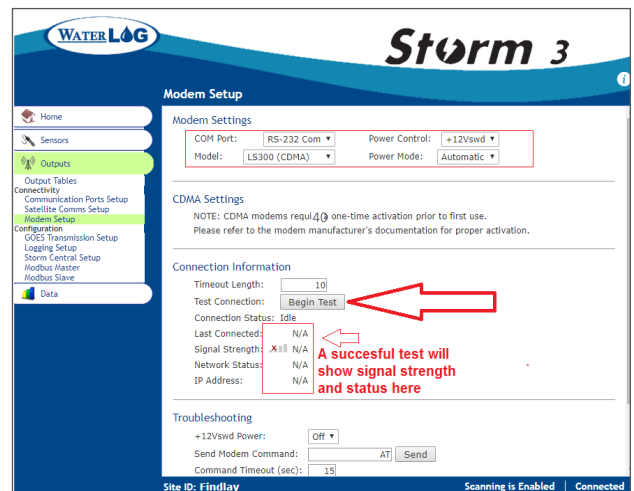 WATERLOG
Storm 3
i
Modem Setup
Home
Sensors
Outputs
Output Tables
Connectivity
Communication Ports Setup
Satellite Comms Setup
Modem Setup
Configuration
GOES Transmission Setup
Logging Setup
Storm Central Setup
Modbus Master
Modbus Slave
Data
Modem Settings
COM Port: RS-232 Com Power Control: +12Vswd
Model: LS300 (CDMA) Power Mode: Automatic
CDMA Settings
NOTE: CDMA modems requi40 one-time activation prior to first use.
Please refer to the modem manufacturer's documentation for proper activation.
Connection Information
Timeout Length: 10
Test Connection: Begin Test
Connection Status: Idle
Last Connected: N/A
Signal Strength: N/A
Network Status: N/A
IP Address: N/A
A succesful test will
show signal strength
and status here
Troubleshooting
+12Vswd Power: Off
Send Modem Command: AT Send
Command Timeout (sec): 15
Site ID: Findlay Scanning is Enabled | Connected